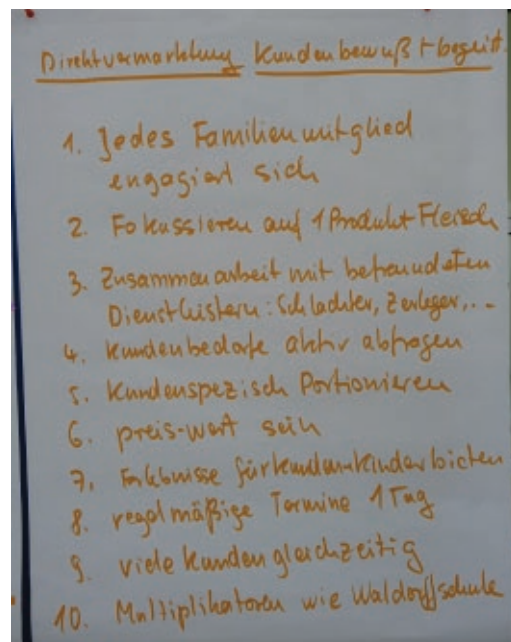 Direktvermarktung Kundenbewußt + begeist.
1. Jedes Familienmitglied
engagiert sich
2. Fokussieren auf 1 Produkt Fleisch
3. Zusammenarbeit mit befreundeten
Dienstleistern: Schlachter, Zerleger, ..
4. Kundenbedarfe aktiv abfragen
5. Kundenspezisch Portionieren
6. preis-wert sein
7. Erlebnisse für Kunden + Kinder bieten
8. regelmäßige Termine 1 Tag
9. viele Kunden gleichzeitig
10. Multiplikatoren wie Waldorfschule